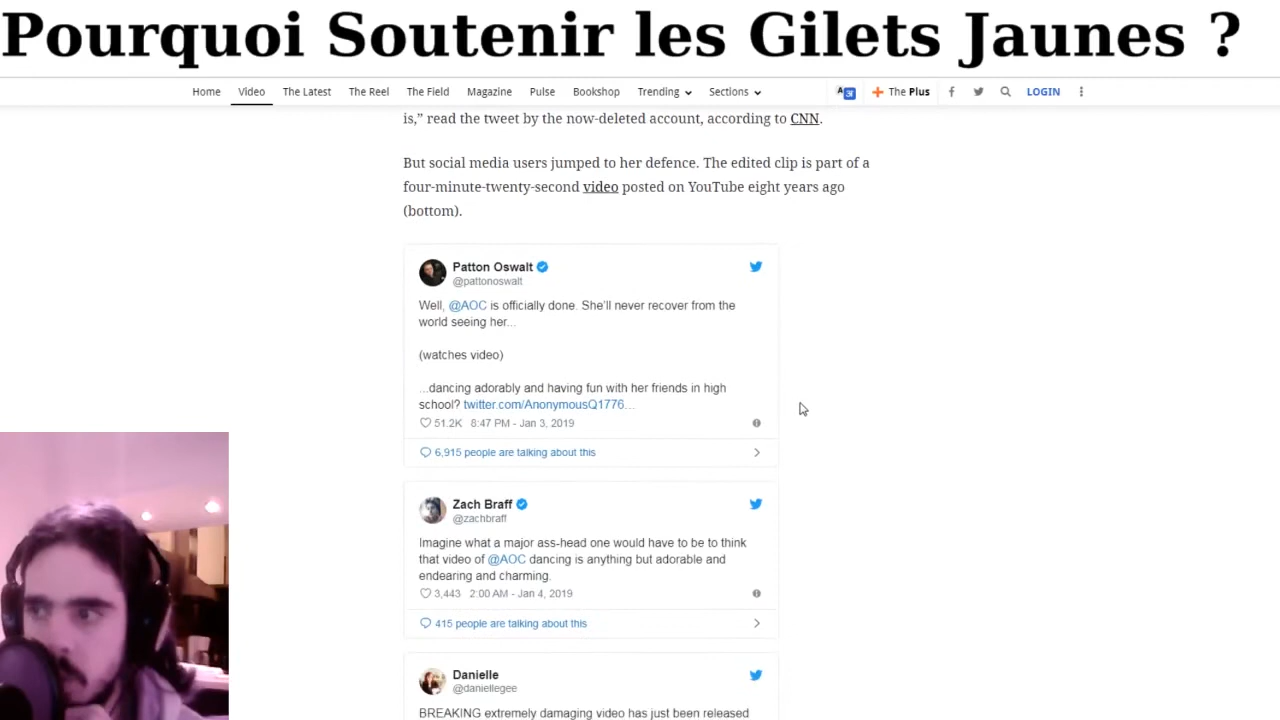 Pourquoi Soutenir les Gilets Jaunes ?
Home Video The Latest The Reel The Field Magazine Pulse Bookshop Trending Sections The Plus LOGIN
is,” read the tweet by the now-deleted account, according to CNN.
But social media users jumped to her defence. The edited clip is part of a
four-minute-twenty-second video posted on YouTube eight years ago
(bottom).
Patton Oswalt
@pattonoswalt
Well, @AOC is officially done. She’ll never recover from the
world seeing her...
(watches video)
...dancing adorably and having fun with her friends in high
school? twitter.com/AnonymousQ1776…
51.2K 8:47 PM - Jan 3, 2019
6,915 people are talking about this
Zach Braff
@zachbraff
Imagine what a major ass-head one would have to be to think
that video of @AOC dancing is anything but adorable and
endearing and charming.
3,443 2:00 AM - Jan 4, 2019
415 people are talking about this
Danielle
@daniellegee
BREAKING extremely damaging video has just been released